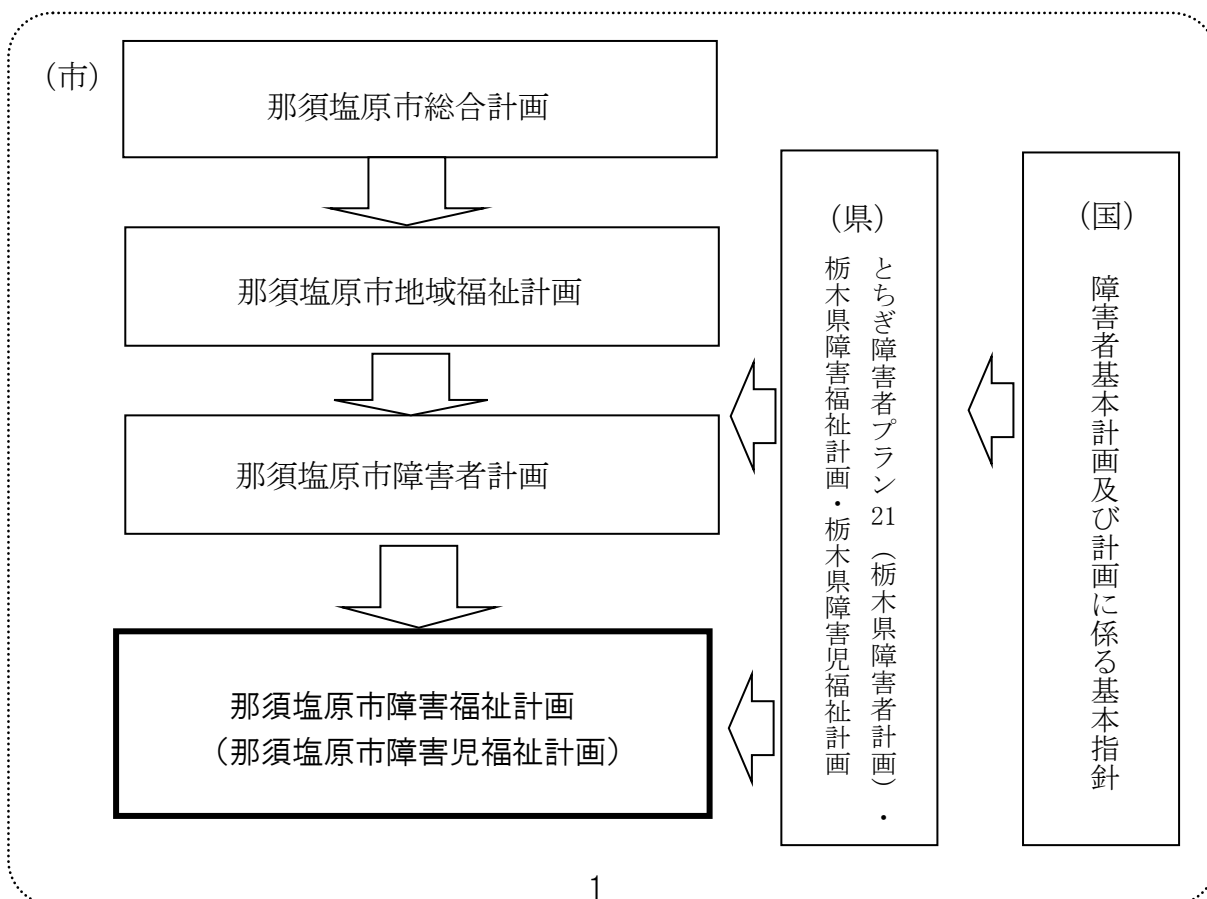 （市）
那須塩原市総合計画
那須塩原市地域福祉計画
那須塩原市障害者計画
那須塩原市障害福祉計画
（那須塩原市障害児福祉計画）
（県）
とちぎ障害者プラン21（栃木県障害者計画）・
栃木県障害福祉計画・栃木県障害児福祉計画
（国）
障害者基本計画及び計画に係る基本指針
1